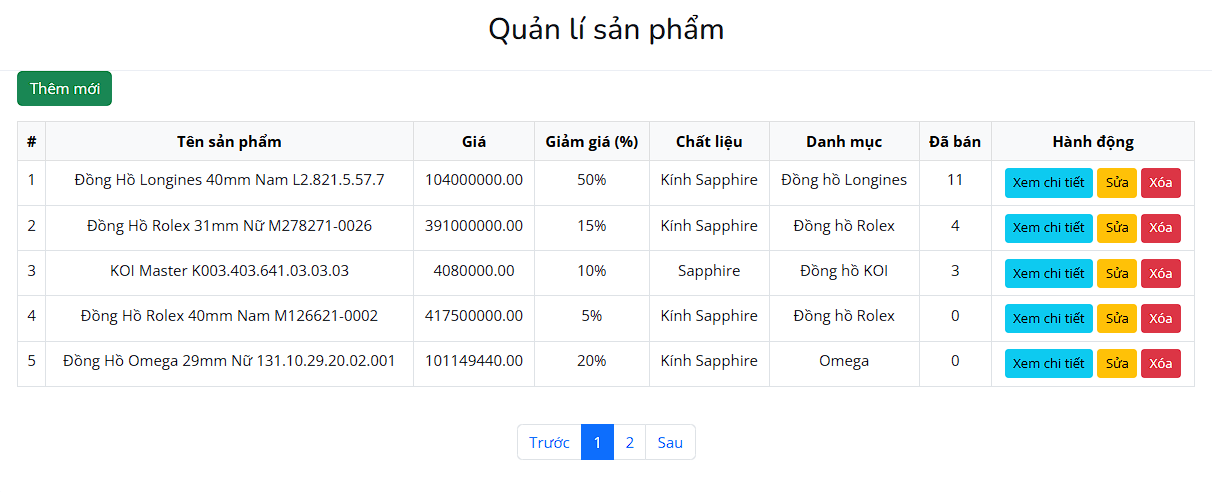 Quản lí sản phẩm
Thêm mới
# Tên sản phẩm Giá Giảm giá (%) Chất liệu Danh mục Đã bán Hành động
1 Đồng Hồ Longines 40mm Nam L2.821.5.57.7 104000000.00 50% Kính Sapphire Đồng hồ Longines 11 Xem chi tiết Sửa Xóa
2 Đồng Hồ Rolex 31mm Nữ M278271-0026 391000000.00 15% Kính Sapphire Đồng hồ Rolex 4 Xem chi tiết Sửa Xóa
3 KOI Master K003.403.641.03.03.03 4080000.00 10% Sapphire Đồng hồ KOI 3 Xem chi tiết Sửa Xóa
4 Đồng Hồ Rolex 40mm Nam M126621-0002 417500000.00 5% Kính Sapphire Đồng hồ Rolex 0 Xem chi tiết Sửa Xóa
5 Đồng Hồ Omega 29mm Nữ 131.10.29.20.02.001 101149440.00 20% Kính Sapphire Omega 0 Xem chi tiết Sửa Xóa
Trước 1 2 Sau